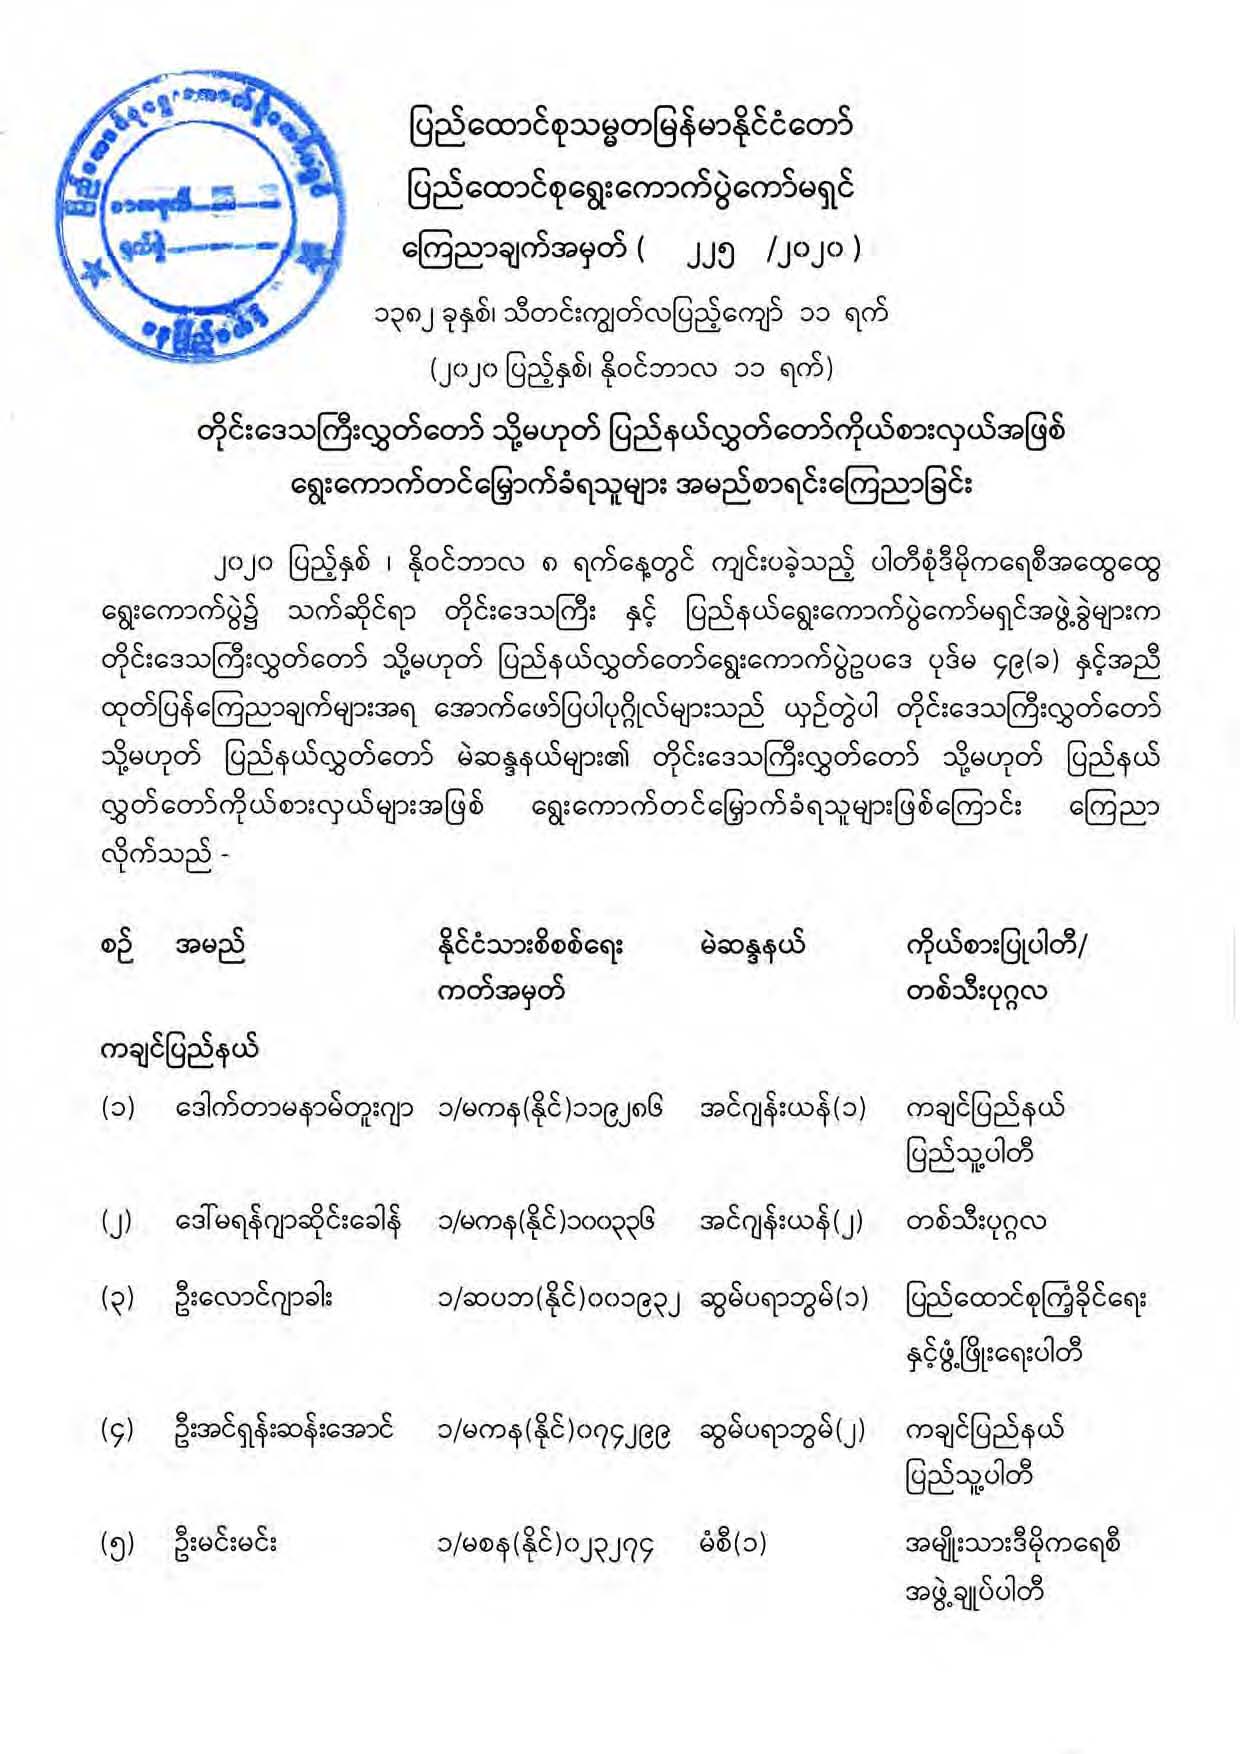 ပြည်ထောင်စုသမ္မတမြန်မာနိုင်ငံတော်
ပြည်ထောင်စုရွေးကောက်ပွဲကော်မရှင်
ကြေညာချက်အမှတ် ( ၂၂၅ /၂၀၂၀ )
၁၃၈၂ ခုနှစ်၊ သီတင်းကျွတ်လပြည့်ကျော် ၁၁ ရက်
(၂၀၂၀ ပြည့်နှစ်၊ နိုဝင်ဘာလ ၁၁ ရက်)
တိုင်းဒေသကြီးလွှတ်တော် သို့မဟုတ် ပြည်နယ်လွှတ်တော်ကိုယ်စားလှယ်အဖြစ်
ရွေးကောက်တင်မြှောက်ခံရသူများ အမည်စာရင်းကြေညာခြင်း
၂၀၂၀ ပြည့်နှစ် ၊ နိုဝင်ဘာလ ၈ ရက်နေ့တွင် ကျင်းပခဲ့သည့် ပါတီစုံဒီမိုကရေစီအထွေထွေ
ရွေးကောက်ပွဲ၌ သက်ဆိုင်ရာ တိုင်းဒေသကြီး နှင့် ပြည်နယ်ရွေးကောက်ပွဲကော်မရှင်အဖွဲ့ခွဲများက
တိုင်းဒေသကြီးလွှတ်တော် သို့မဟုတ် ပြည်နယ်လွှတ်တော်ရွေးကောက်ပွဲဥပဒေ ပုဒ်မ ၄၉(ခ) နှင့်အညီ
ထုတ်ပြန်ကြေညာချက်များအရ အောက်ဖော်ပြပါပုဂ္ဂိုလ်များသည် ယှဉ်တွဲပါ တိုင်းဒေသကြီးလွှတ်တော်
သို့မဟုတ် ပြည်နယ်လွှတ်တော် မဲဆန္ဒနယ်များ၏ တိုင်းဒေသကြီးလွှတ်တော် သို့မဟုတ် ပြည်နယ်
လွှတ်တော်ကိုယ်စားလှယ်များအဖြစ် ရွေးကောက်တင်မြှောက်ခံရသူများဖြစ်ကြောင်း ကြေညာ
လိုက်သည် -
စဉ် အမည် နိုင်ငံသားစိစစ်ရေး မဲဆန္ဒနယ် ကိုယ်စားပြုပါတီ/
ကတ်အမှတ် တစ်သီးပုဂ္ဂလ
ကချင်ပြည်နယ်
(၁) ဒေါက်တာမနာမ်တူးဂျာ ၁/မကန(နိုင်)၁၁၉၂၈၆ အင်ဂျန်းယန်(၁) ကချင်ပြည်နယ်
ပြည်သူ့ပါတီ
(၂) ဒေါ်မရန်ဂျာဆိုင်းခေါန် ၁/မကန(နိုင်)၁၀၀၃၃၆ အင်ဂျန်းယန်(၂) တစ်သီးပုဂ္ဂလ
(၃) ဦးလောင်ဂျာခါး ၁/ဆပဘ(နိုင်)၀၀၁၉၃၂ ဆွမ်ပရာဘွမ်(၁) ပြည်ထောင်စုကြံ့ခိုင်ရေး
နှင့်ဖွံ့ဖြိုးရေးပါတီ
(၄) ဦးအင်ရှန်းဆန်းအောင် ၁/မကန(နိုင်)၀၇၄၂၉၉ ဆွမ်ပရာဘွမ်(၂) ကချင်ပြည်နယ်
ပြည်သူ့ပါတီ
(၅) ဦးမင်းမင်း ၁/မစန(နိုင်)၀၂၃၂၇၄ မံစီ(၁) အမျိုးသားဒီမိုကရေစီ
အဖွဲ့ချုပ်ပါတီ